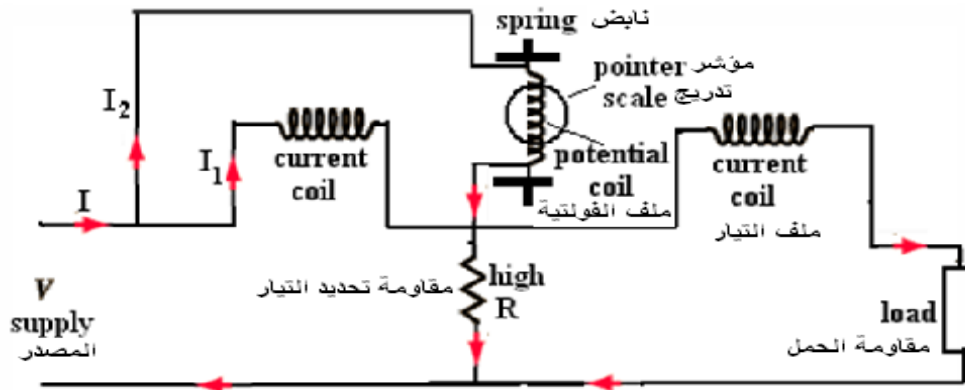 spring نابض
pointer مؤشر
scale تدريج
I₂
I₁
I
current
coil
potential
coil
ملف الفولتية
current
coil
ملف التيار
V
supply
المصدر
high
R
مقاومة تحديد التيار
load
مقاومة الحمل